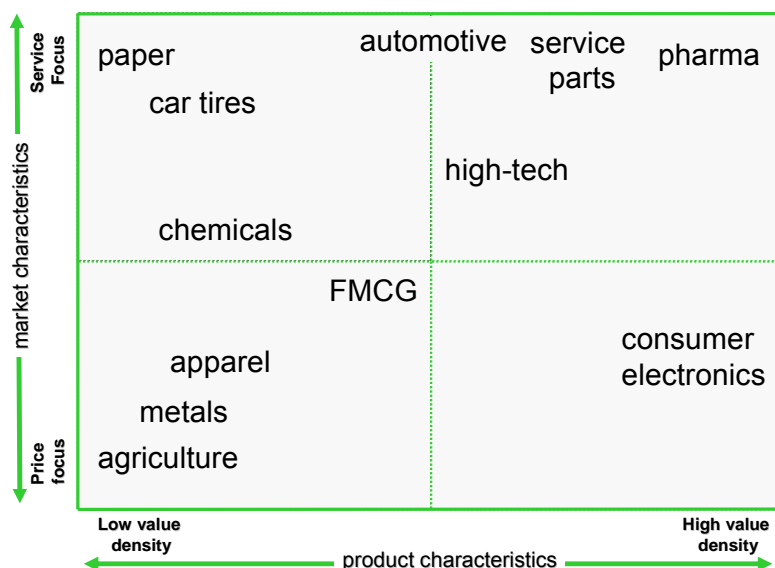 Service
Focus
market characteristics
Price
focus
paper
automotive
service
parts
pharma
car tires
high-tech
chemicals
FMCG
consumer
electronics
apparel
metals
agriculture
Low value
density
High value
density
product characteristics